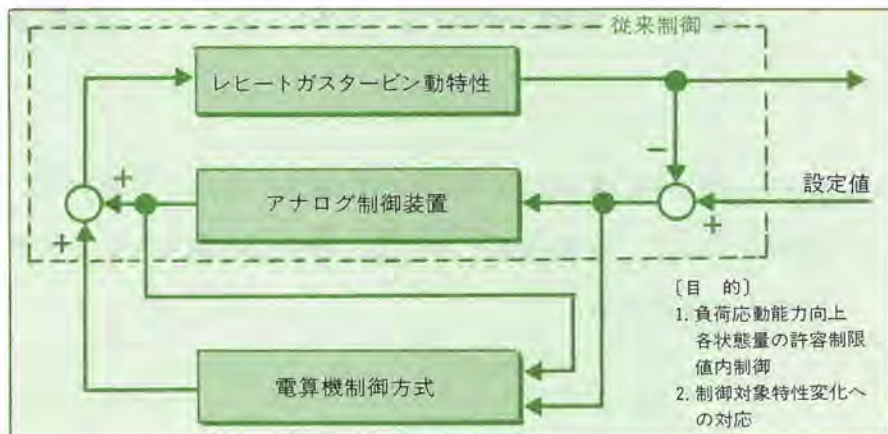 従来制御
レヒートガスタービン動特性
−
+
アナログ制御装置
設定値
+
+
電算機制御方式
〔目 的〕
1. 負荷応動能力向上
各状態量の許容制限
値内制御
2. 制御対象特性変化へ
の対応